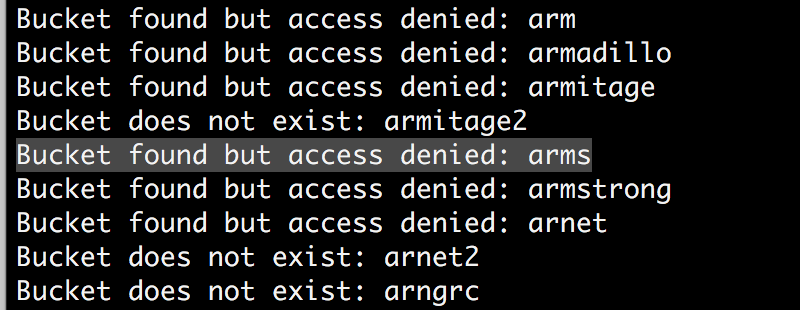 Bucket found but access denied: arm
Bucket found but access denied: armadillo
Bucket found but access denied: armitage
Bucket does not exist: armitage2
Bucket found but access denied: arms
Bucket found but access denied: armstrong
Bucket found but access denied: arnet
Bucket does not exist: arnet2
Bucket does not exist: arngrc